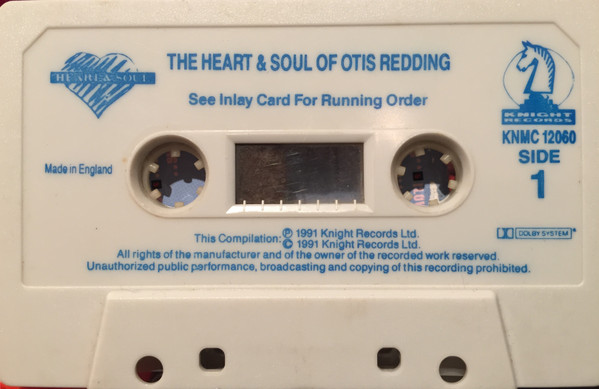 THE HEART & SOUL OF OTIS REDDING
HEART & SOUL
See Inlay Card For Running Order
KNIGHT
RECORDS
KNMC 12060
SIDE
1
Made in England
This Compilation: Ⓟ 1991 Knight Records Ltd.
© 1991 Knight Records Ltd.
DOLBY SYSTEM
All rights of the manufacturer and of the owner of the recorded work reserved.
Unauthorized public performance, broadcasting and copying of this recording prohibited.